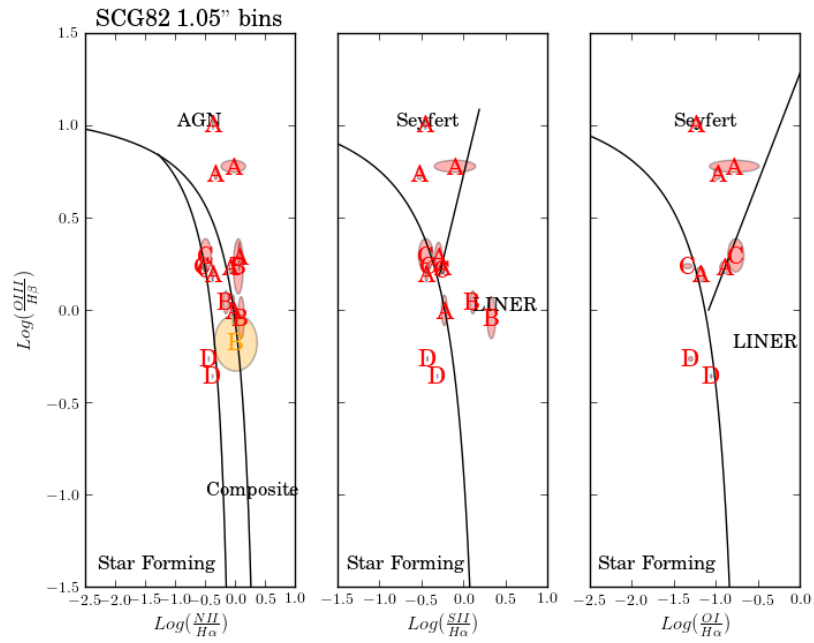 SCG82 1.05" bins
1.5
1.0
0.5
0.0
−0.5
−1.0
−1.5
Log(OIII/Hβ)
AGN
A
A
A
A
C
C
C
A
A
B
B
A
B
B
D
D
Composite
Star Forming
−2.5 −2.0 −1.5 −1.0 −0.5 0.0 0.5 1.0
Log(NII/Hα)
Seyfert
A
A
A
C
A
C
C
A
A
B
A
B
LINER
D
D
Star Forming
−1.5 −1.0 −0.5 0.0 0.5 1.0
Log(SII/Hα)
Seyfert
A
A
A
C
C
A
A
LINER
D
D
Star Forming
−2.5 −2.0 −1.5 −1.0 −0.5 0.0
Log(OI/Hα)